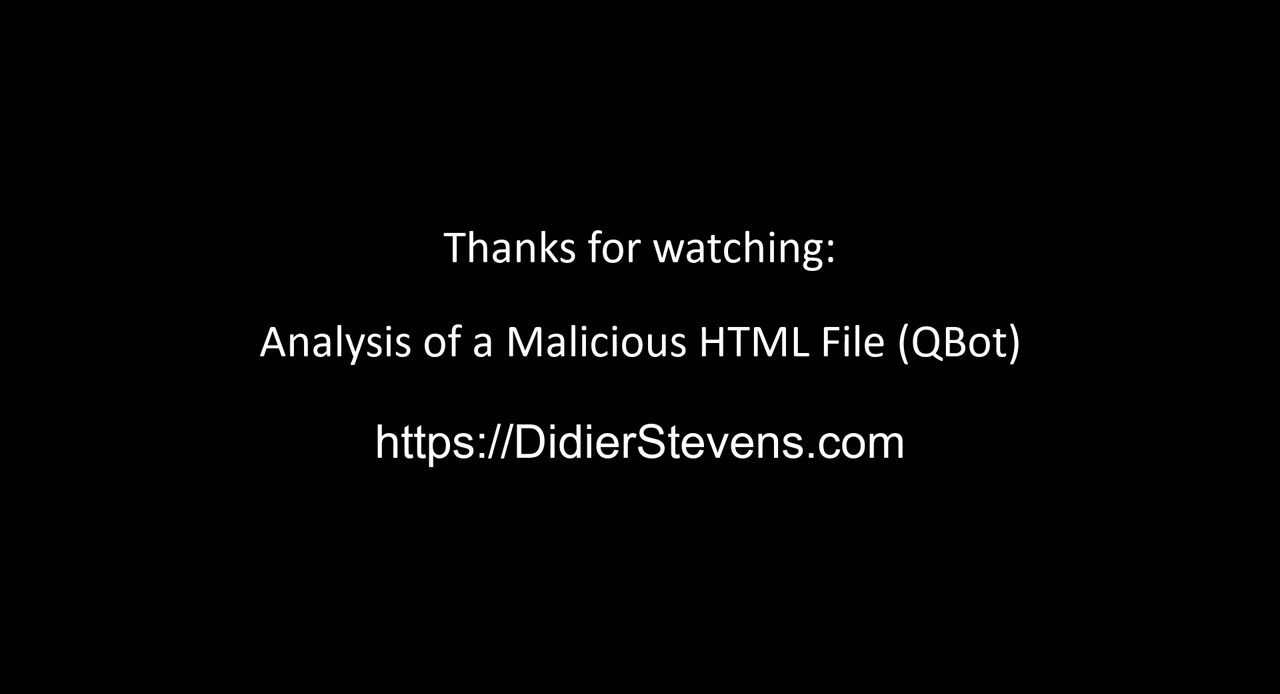 Thanks for watching:
Analysis of a Malicious HTML File (QBot)
https://DidierStevens.com